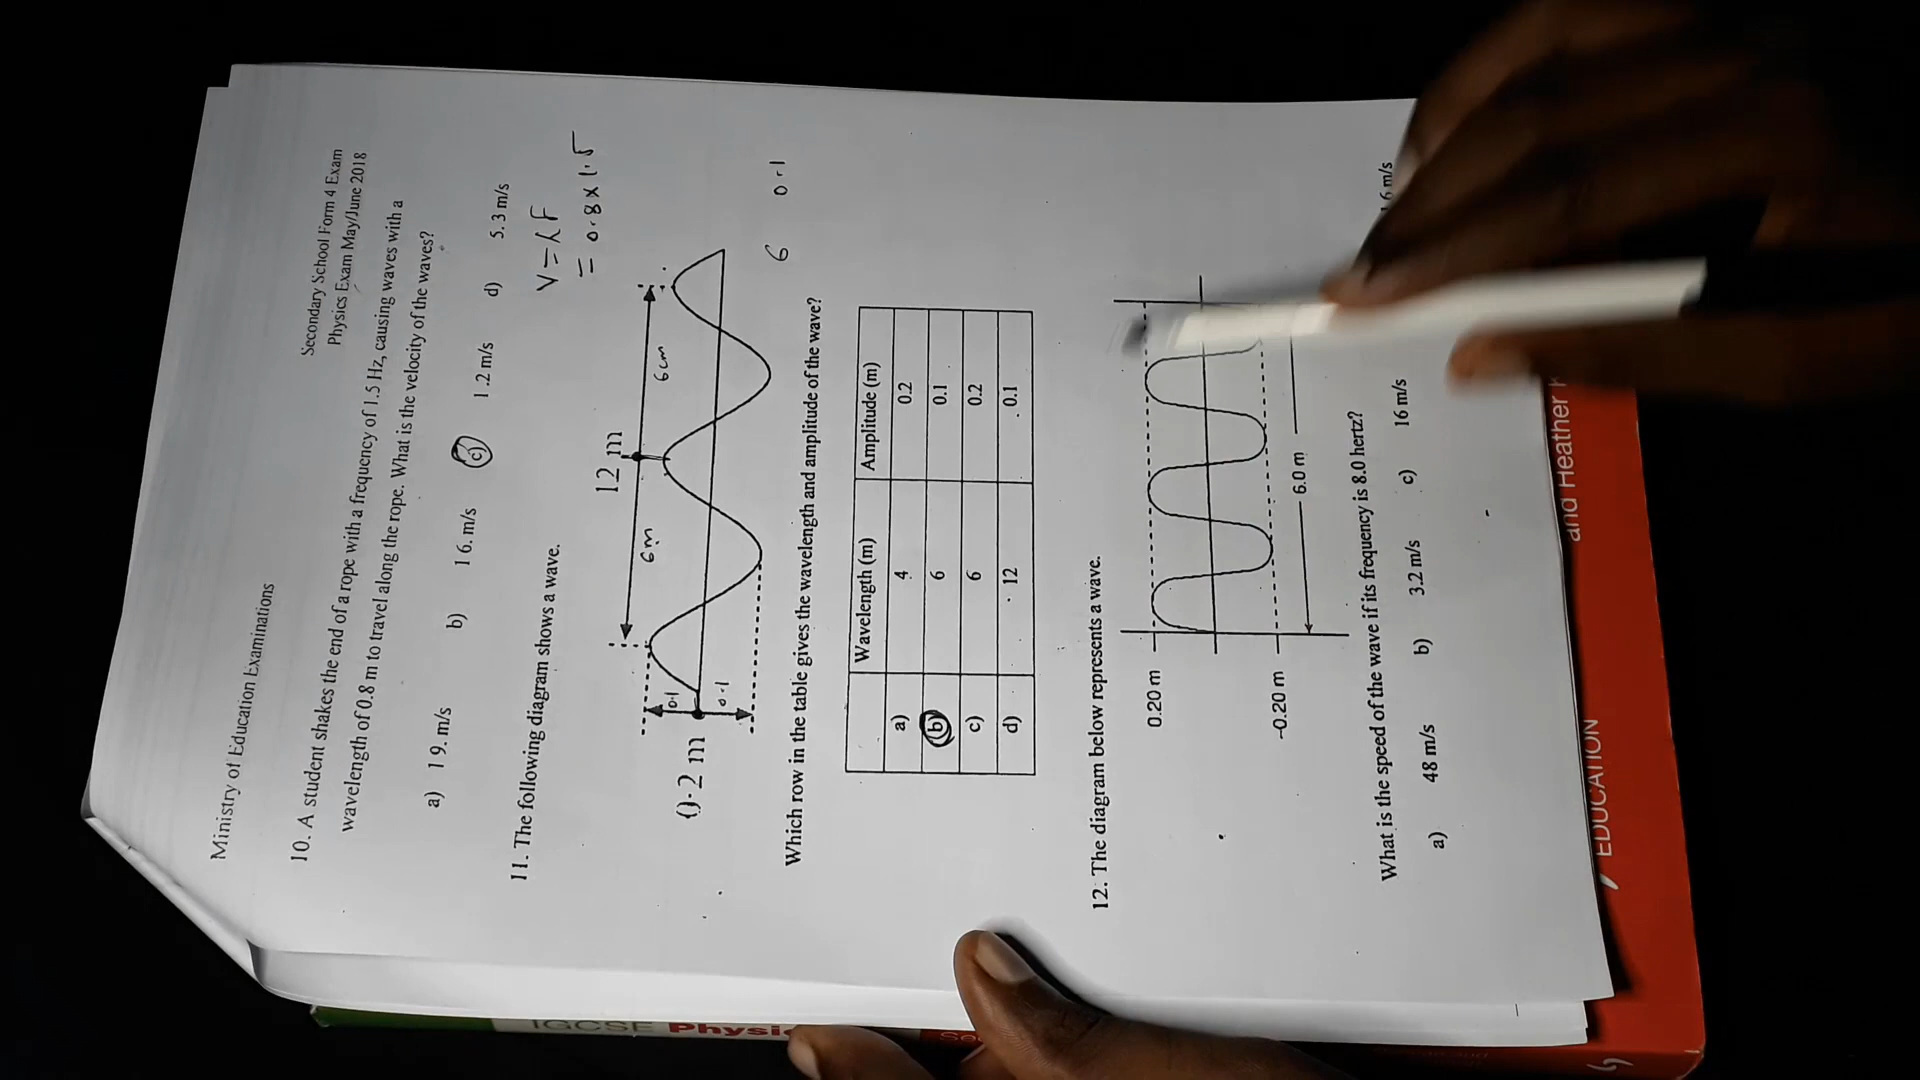 Ministry of Education Examinations
Secondary School Form 4 Exam
Physics Exam May/June 2018
10. A student shakes the end of a rope with a frequency of 1.5 Hz, causing waves with a
wavelength of 0.8 m to travel along the rope. What is the velocity of the waves?
a) 1 9. m/s b) 1 6. m/s c) 1 .2 m/s d) 5. 3 m/s
V = λF
= 0.8 x 1.5
11. The following diagram shows a wave.
12 m
6m 6cm
0.1
0.1
0.2 m
6 0.1
Which row in the table gives the wavelength and amplitude of the wave?
Wavelength (m) Amplitude (m)
a) 4 0.2
b) 6 0.1
c) 6 0.2
d) 12 0.1
12. The diagram below represents a wave.
0.20 m
-0.20 m
6.0 m
What is the speed of the wave if its frequency is 8.0 hertz?
a) 48 m/s b) 3.2 m/s c) 16 m/s m/s
IGCSE
EDUCATION
and Heather